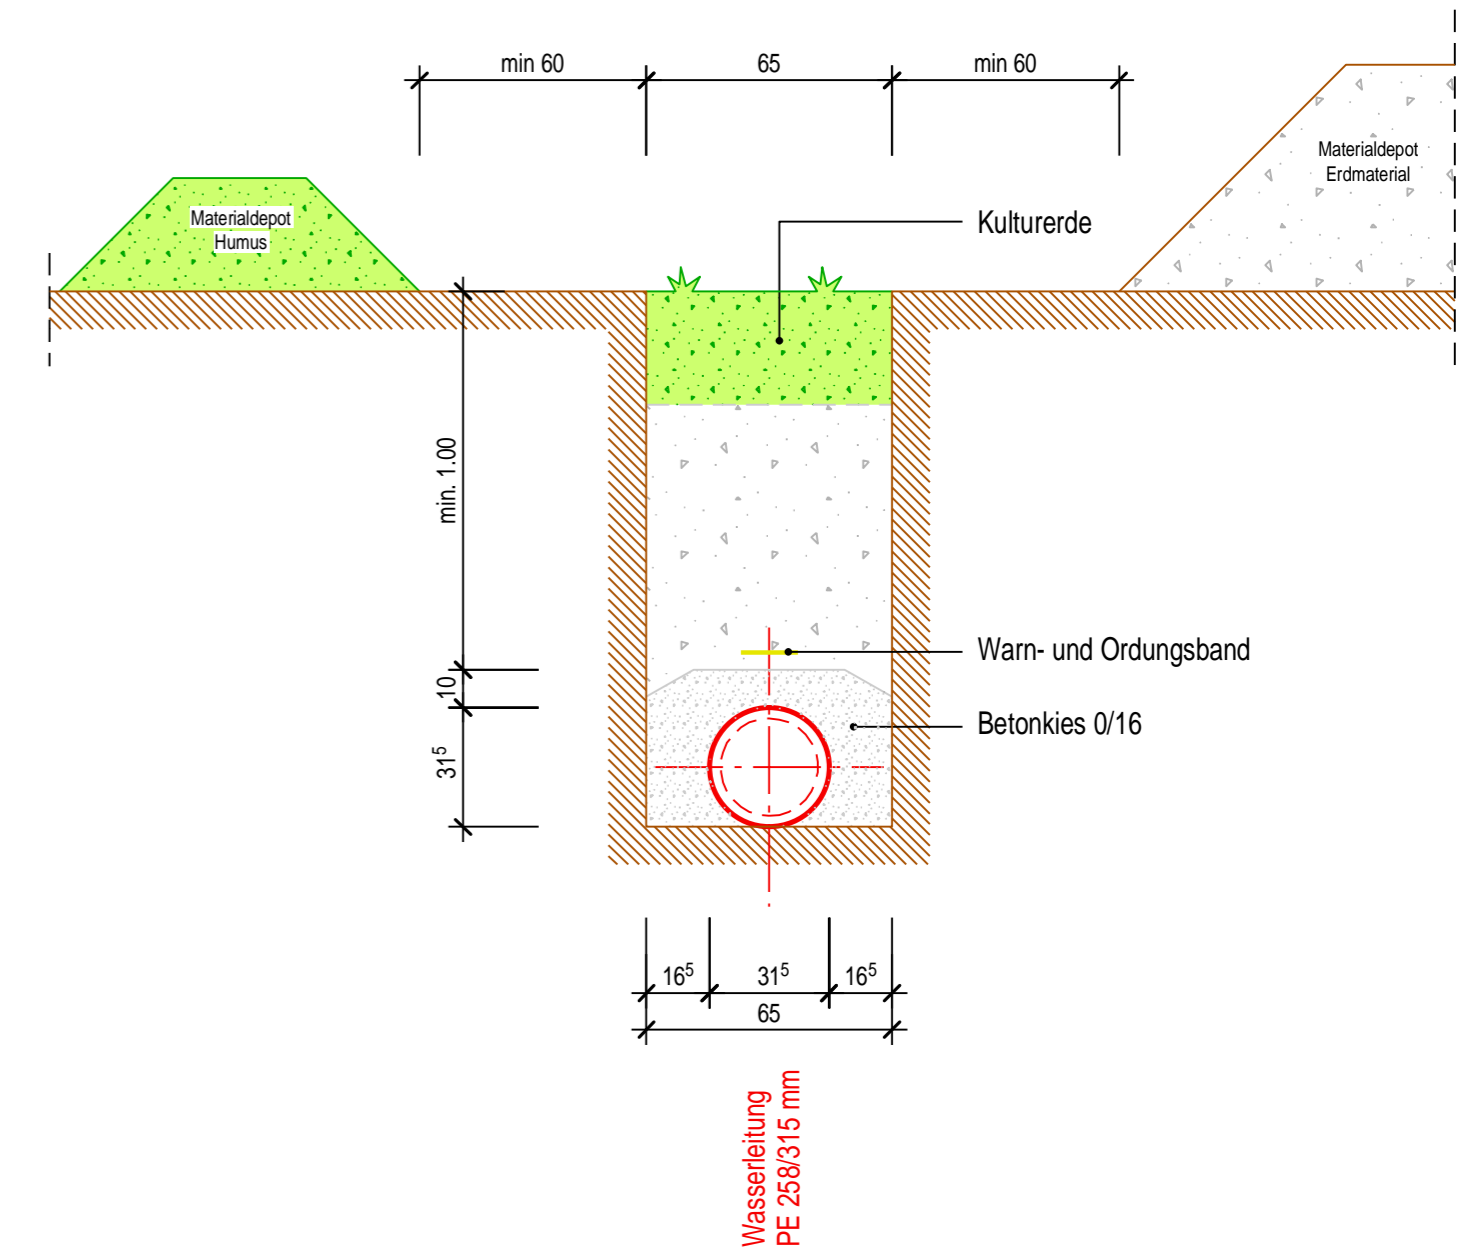 min 60
65
min 60
Materialdepot
Erdmaterial
Materialdepot
Humus
Kulturerde
min. 1.00
Warn- und Ordungsband
10
Betonkies 0/16
31⁵
16⁵
31⁵
16⁵
65
Wasserleitung
PE 258/315 mm